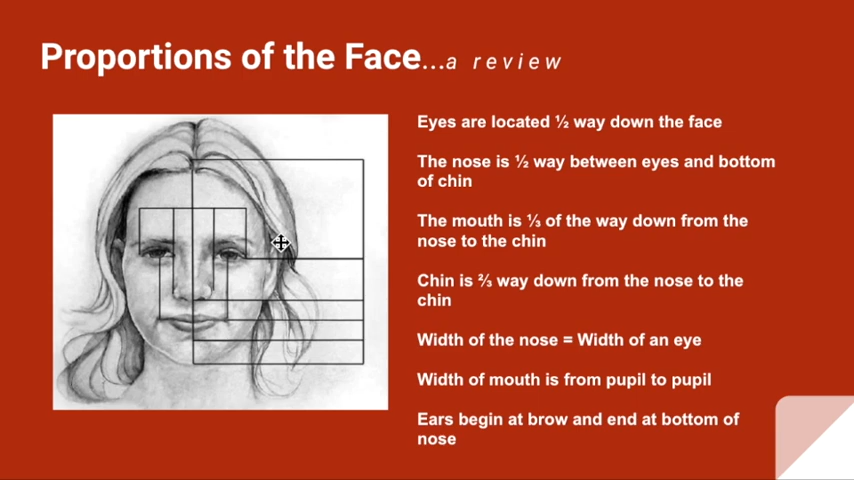 Proportions of the Face...a review
Eyes are located ½ way down the face
The nose is ½ way between eyes and bottom
of chin
The mouth is ⅓ of the way down from the
nose to the chin
Chin is ⅔ way down from the nose to the
chin
Width of the nose = Width of an eye
Width of mouth is from pupil to pupil
Ears begin at brow and end at bottom of
nose